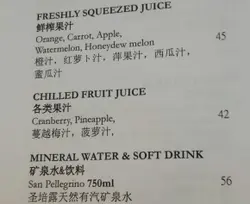 FRESHLY SQUEEZED JUICE
鲜榨果汁
Orange, Carrot, Apple, 45
Watermelon, Honeydew melon
橙汁，红萝卜汁，萍果汁，西瓜汁，
蜜瓜汁
CHILLED FRUIT JUICE
各类果汁
Cranberry, Pineapple, 42
蔓越梅汁，菠萝汁，
MINERAL WATER & SOFT DRINK
矿泉水&饮料
San Pellegrino 750ml 56
圣培露天然有汽矿泉水